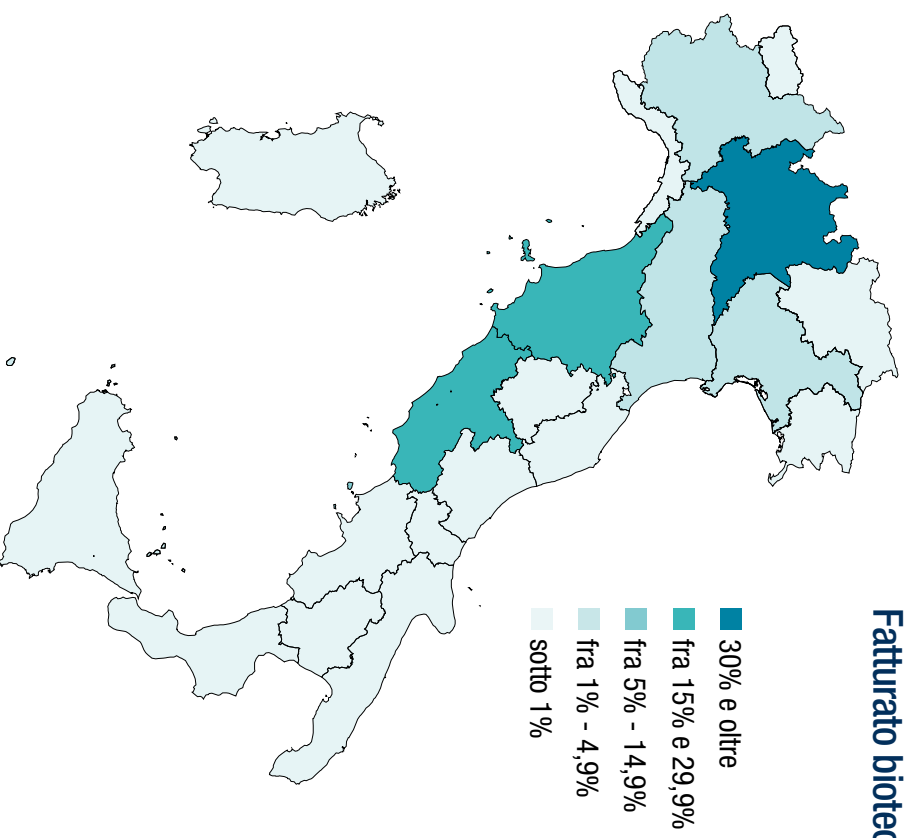 Fatturato biotec
30% e oltre
fra 15% e 29,9%
fra 5% - 14,9%
fra 1% - 4,9%
sotto 1%